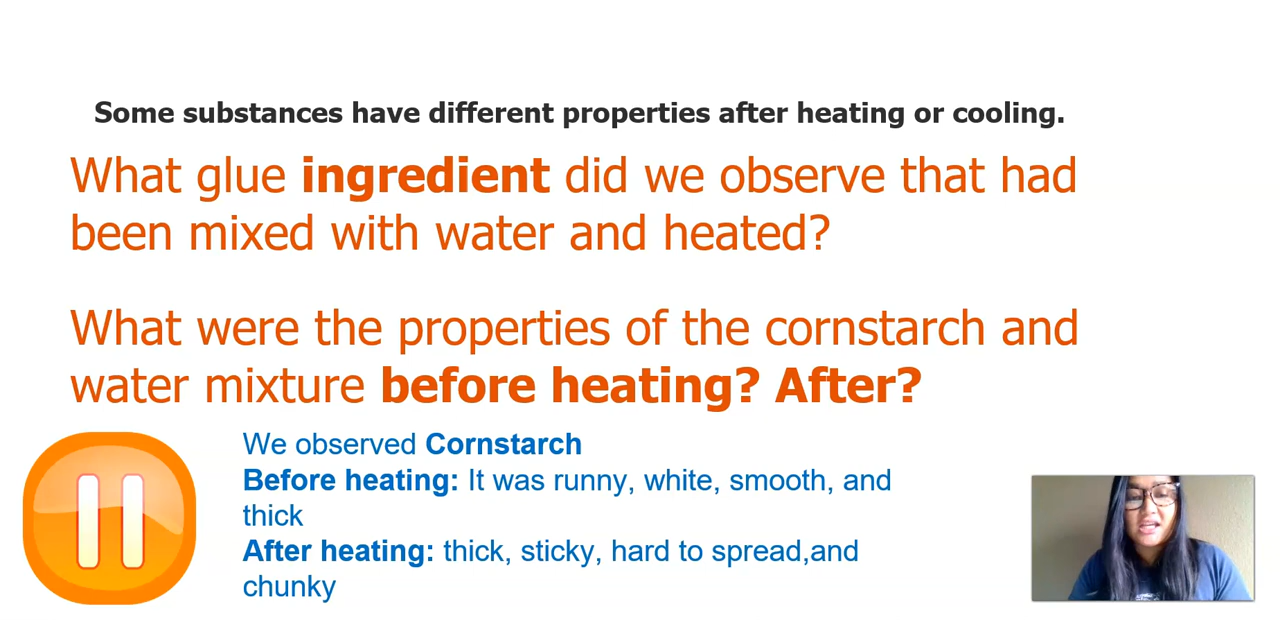 Some substances have different properties after heating or cooling.
What glue ingredient did we observe that had
been mixed with water and heated?
What were the properties of the cornstarch and
water mixture before heating? After?
We observed Cornstarch
Before heating: It was runny, white, smooth, and
thick
After heating: thick, sticky, hard to spread,and
chunky